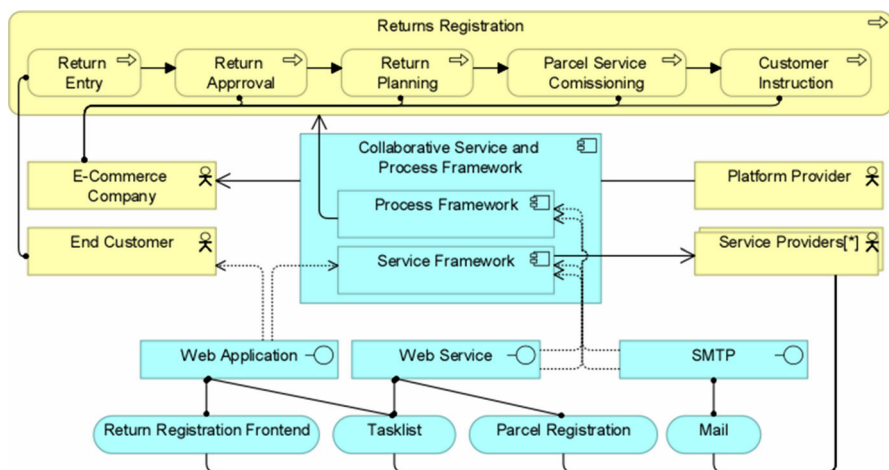 Returns Registration
Return
Entry
Return
Apprroval
Return
Planning
Parcel Service
Comissioning
Customer
Instruction
Collaborative Service and
Process Framework
E-Commerce
Company
Platform Provider
Process Framework
End Customer
Service Providers[*]
Service Framework
Web Application
Web Service
SMTP
Return Registration Frontend
Tasklist
Parcel Registration
Mail